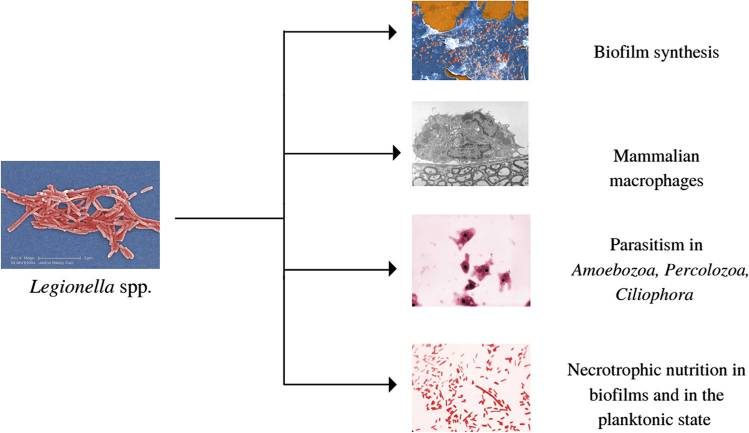 Biofilm synthesis
Mammalian
macrophages
Legionella spp.
Parasitism in
Amoebozoa, Percolozoa,
Ciliophora
Necrotrophic nutrition in
biofilms and in the
planktonic state